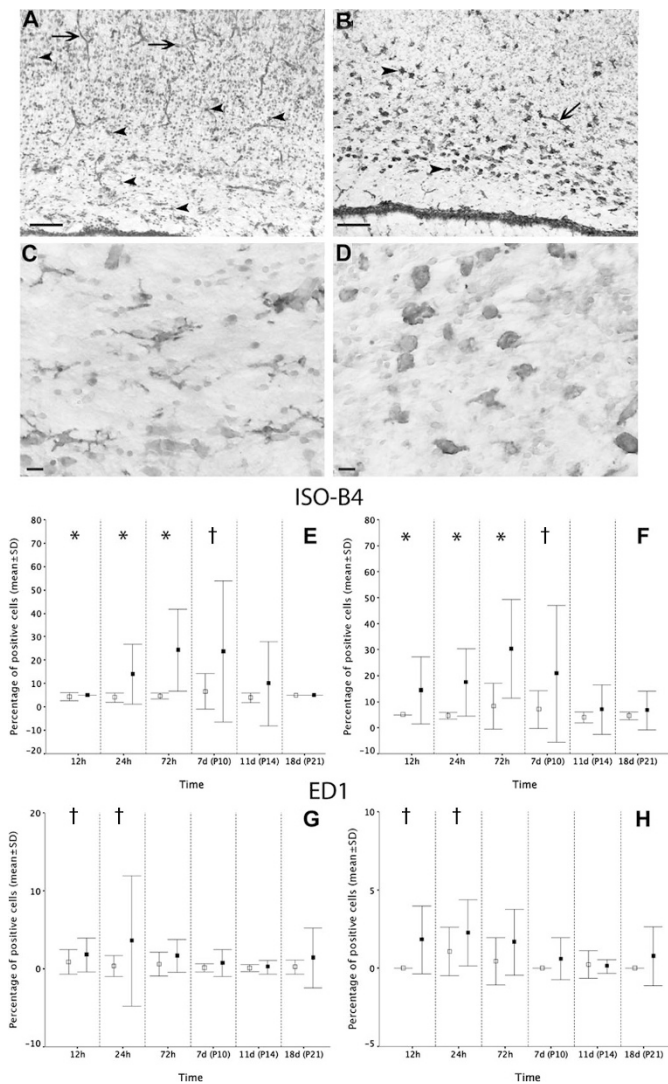 A
B
C
D
ISO-B4
80
70
60
50
40
30
20
10
0
-10
-20
Percentage of positive cells (mean±SD)
* * * †
E
12h 24h 72h 7d (P10) 11d (P14) 18d (P21)
Time
80
70
60
50
40
30
20
10
0
-10
Percentage of positive cells (mean±SD)
* * * †
F
12h 24h 72h 7d (P10) 11d (P14) 18d (P21)
Time
ED1
20
10
0
-10
Percentage of positive cells (mean±SD)
† †
G
12h 24h 72h 7d (P10) 11d (P14) 18d (P21)
Time
10
5
0
-5
Percentage of positive cells (mean±SD)
† †
H
12h 24h 72h 7d (P10) 11d (P14) 18d (P21)
Time